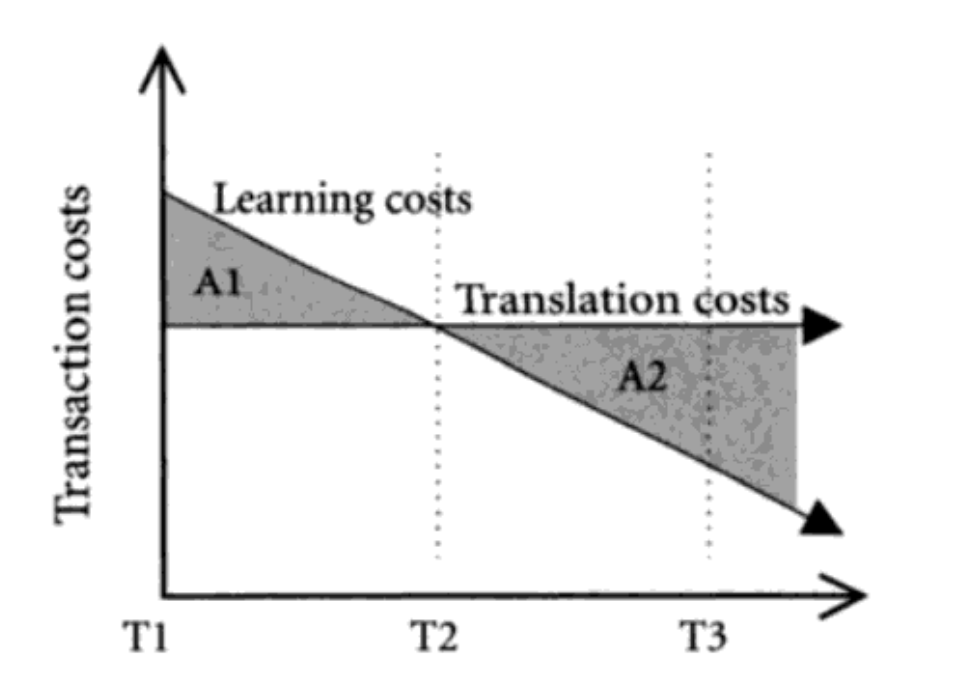 Transaction costs
Learning costs
A1
Translation costs
A2
T1 T2 T3